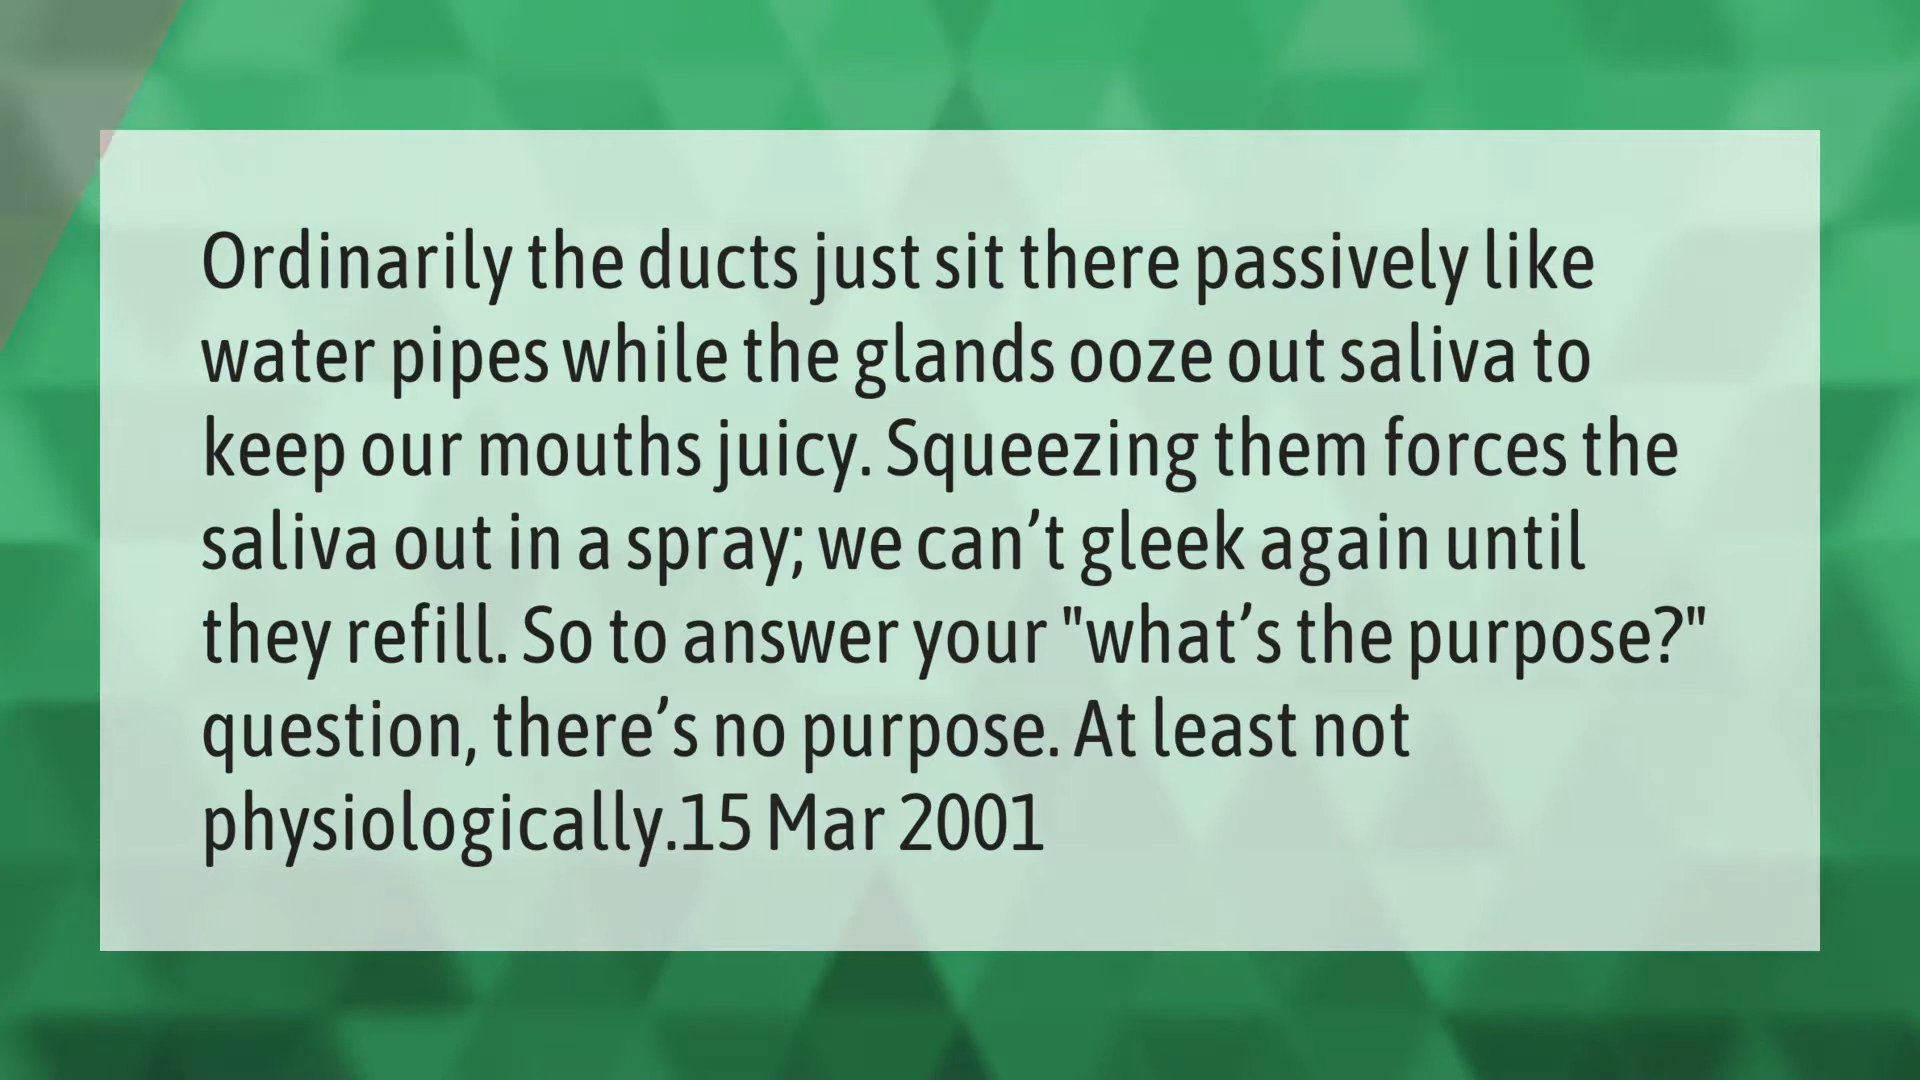 Ordinarily the ducts just sit there passively like
water pipes while the glands ooze out saliva to
keep our mouths juicy. Squeezing them forces the
saliva out in a spray; we can’t gleek again until
they refill. So to answer your "what’s the purpose?"
question, there’s no purpose. At least not
physiologically.15 Mar 2001